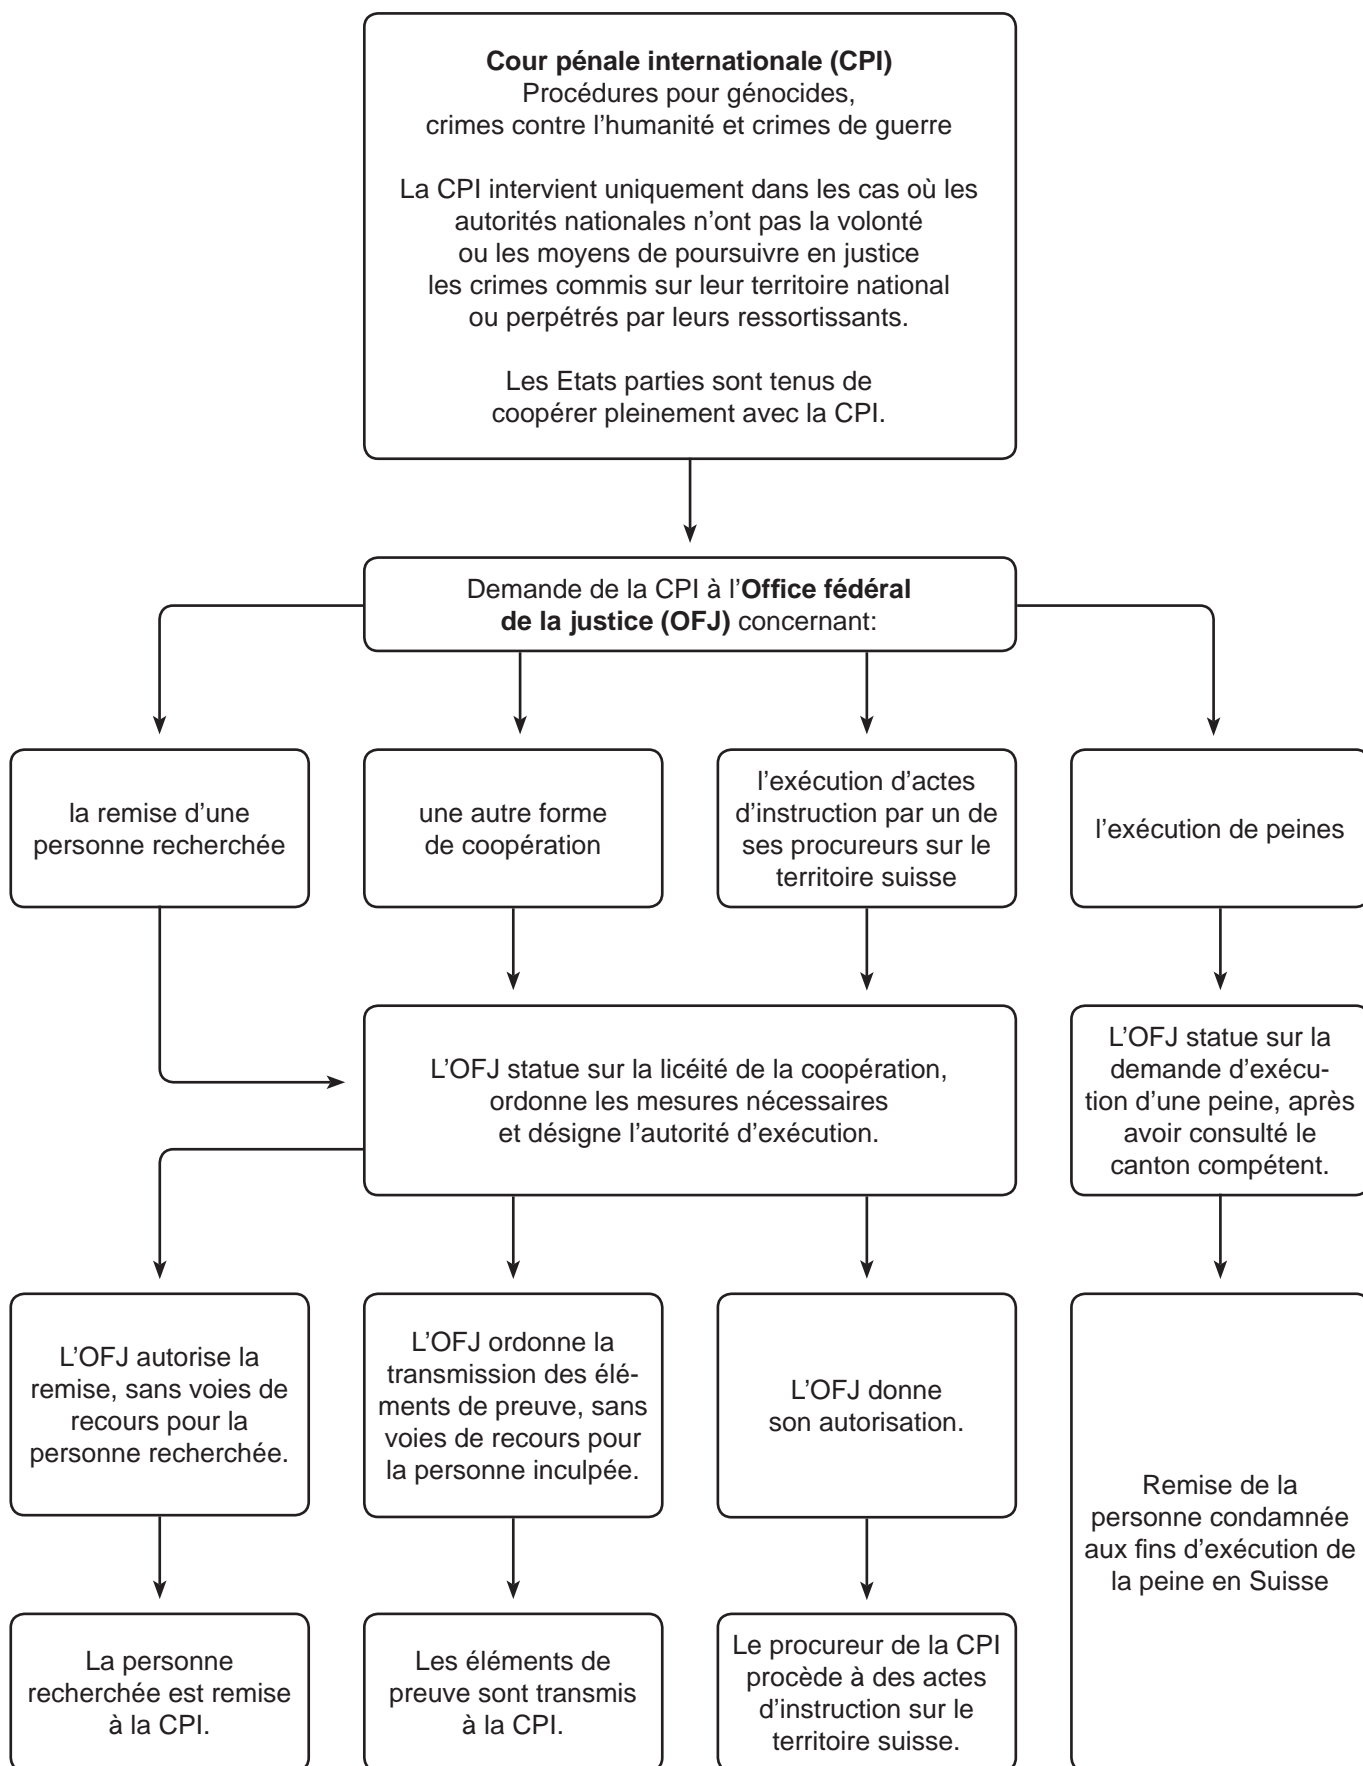 Cour pénale internationale (CPI)
Procédures pour génocides,
crimes contre l’humanité et crimes de guerre
La CPI intervient uniquement dans les cas où les
autorités nationales n’ont pas la volonté
ou les moyens de poursuivre en justice
les crimes commis sur leur territoire national
ou perpétrés par leurs ressortissants.
Les Etats parties sont tenus de
coopérer pleinement avec la CPI.
Demande de la CPI à l’Office fédéral
de la justice (OFJ) concernant:
la remise d’une
personne recherchée
une autre forme
de coopération
l’exécution d’actes
d’instruction par un de
ses procureurs sur le
territoire suisse
l’exécution de peines
L’OFJ statue sur la licéité de la coopération,
ordonne les mesures nécessaires
et désigne l’autorité d’exécution.
L’OFJ statue sur la
demande d’exécu-
tion d’une peine, après
avoir consulté le
canton compétent.
L’OFJ autorise la
remise, sans voies de
recours pour la
personne recherchée.
L’OFJ ordonne la
transmission des élé-
ments de preuve, sans
voies de recours pour
la personne inculpée.
L’OFJ donne
son autorisation.
Remise de la
personne condamnée
aux fins d’exécution de
la peine en Suisse
La personne
recherchée est remise
à la CPI.
Les éléments de
preuve sont transmis
à la CPI.
Le procureur de la CPI
procède à des actes
d’instruction sur le
territoire suisse.